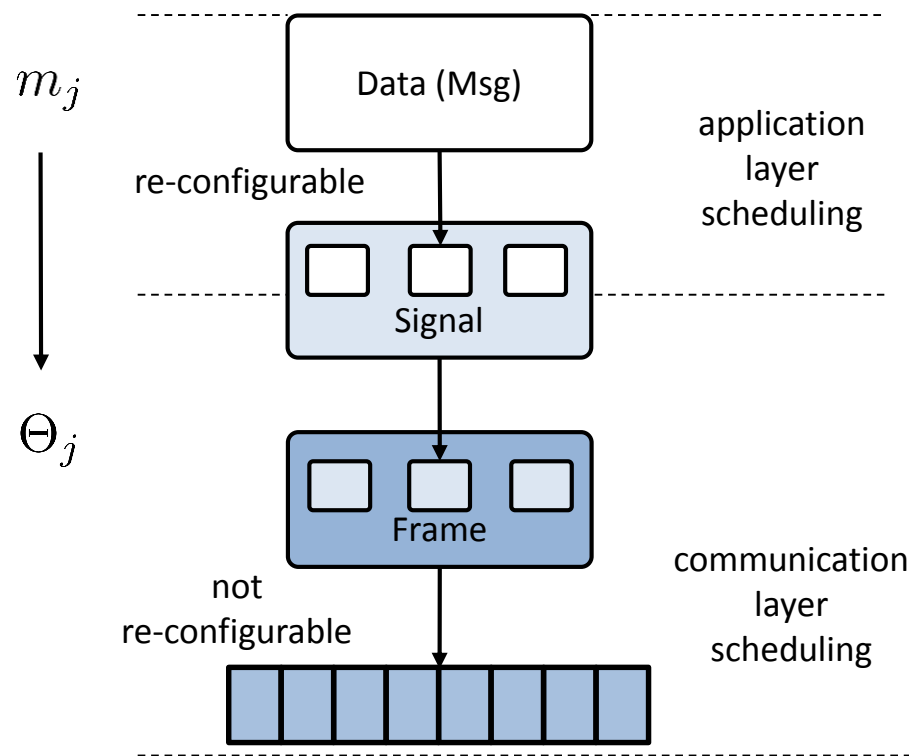 m_j
Data (Msg)
application
layer
scheduling
re-configurable
Signal
Θ_j
Frame
communication
layer
scheduling
not
re-configurable